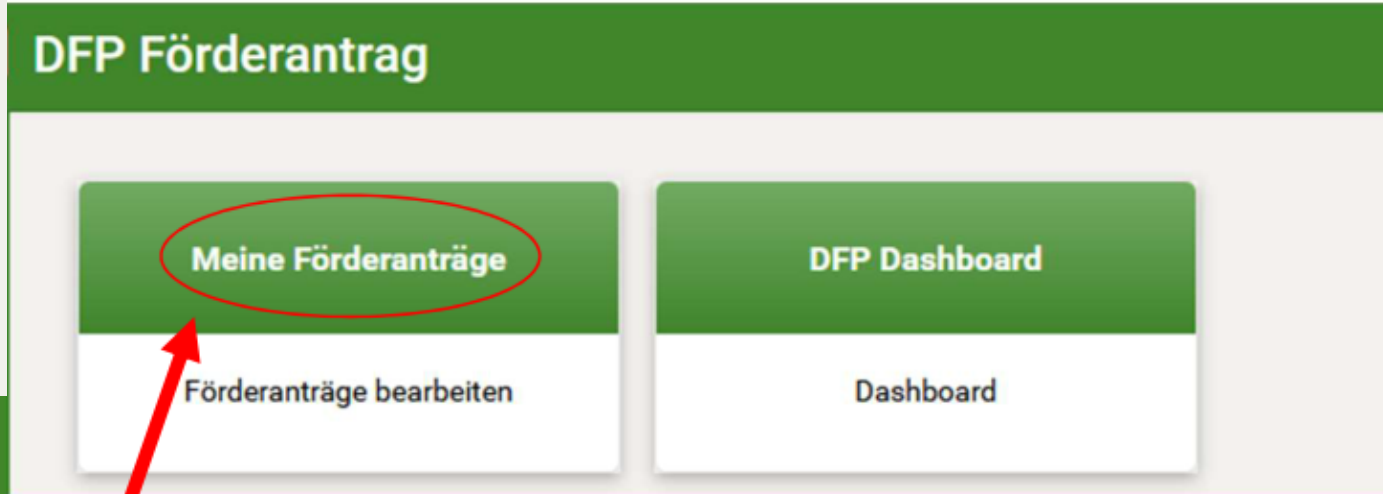 DFP Förderantrag
Meine Förderanträge
DFP Dashboard
Förderanträge bearbeiten
Dashboard